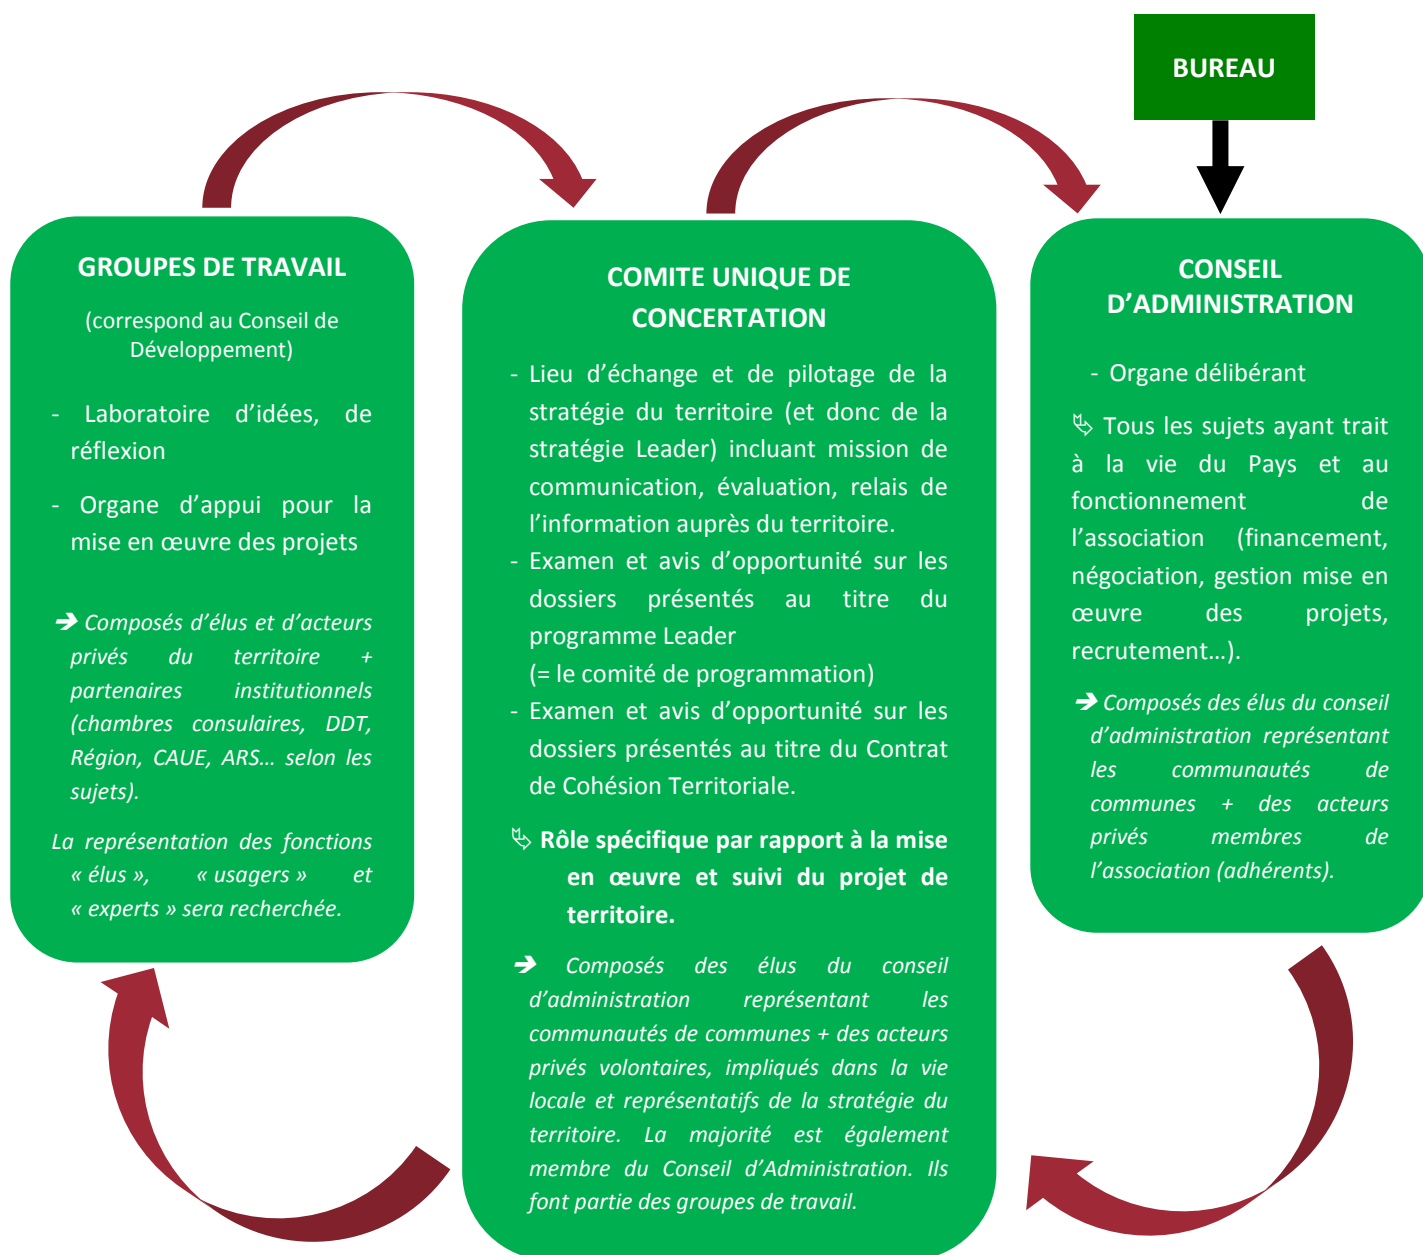 BUREAU
GROUPES DE TRAVAIL
(correspond au Conseil de
Développement)
- Laboratoire d’idées, de
réflexion
- Organe d’appui pour la
mise en œuvre des projets
➔ Composés d’élus et d’acteurs
privés du territoire +
partenaires institutionnels
(chambres consulaires, DDT,
Région, CAUE, ARS… selon les
sujets).
La représentation des fonctions
« élus », « usagers » et
« experts » sera recherchée.
COMITE UNIQUE DE
CONCERTATION
- Lieu d’échange et de pilotage de la
stratégie du territoire (et donc de la
stratégie Leader) incluant mission de
communication, évaluation, relais de
l’information auprès du territoire.
- Examen et avis d’opportunité sur les
dossiers présentés au titre du
programme Leader
(= le comité de programmation)
- Examen et avis d’opportunité sur les
dossiers présentés au titre du Contrat
de Cohésion Territoriale.
↳ Rôle spécifique par rapport à la mise
en œuvre et suivi du projet de
territoire.
➔ Composés des élus du conseil
d’administration représentant les
communautés de communes + des acteurs
privés volontaires, impliqués dans la vie
locale et représentatifs de la stratégie du
territoire. La majorité est également
membre du Conseil d’Administration. Ils
font partie des groupes de travail.
CONSEIL
D’ADMINISTRATION
- Organe délibérant
↳ Tous les sujets ayant trait
à la vie du Pays et au
fonctionnement de
l’association (financement,
négociation, gestion mise en
œuvre des projets,
recrutement…).
➔ Composés des élus du conseil
d’administration représentant
les communautés de
communes + des acteurs
privés membres de
l’association (adhérents).